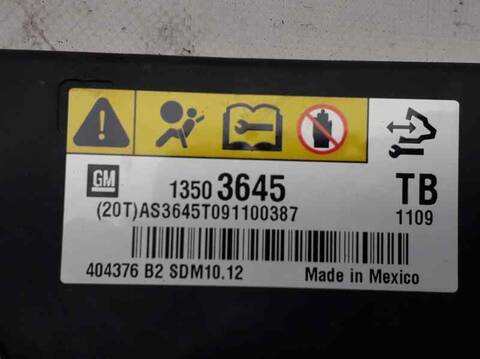 GM
1350 3645
TB
(20T)AS3645T091100387
1109
404376 B2 SDM10.12
Made in Mexico